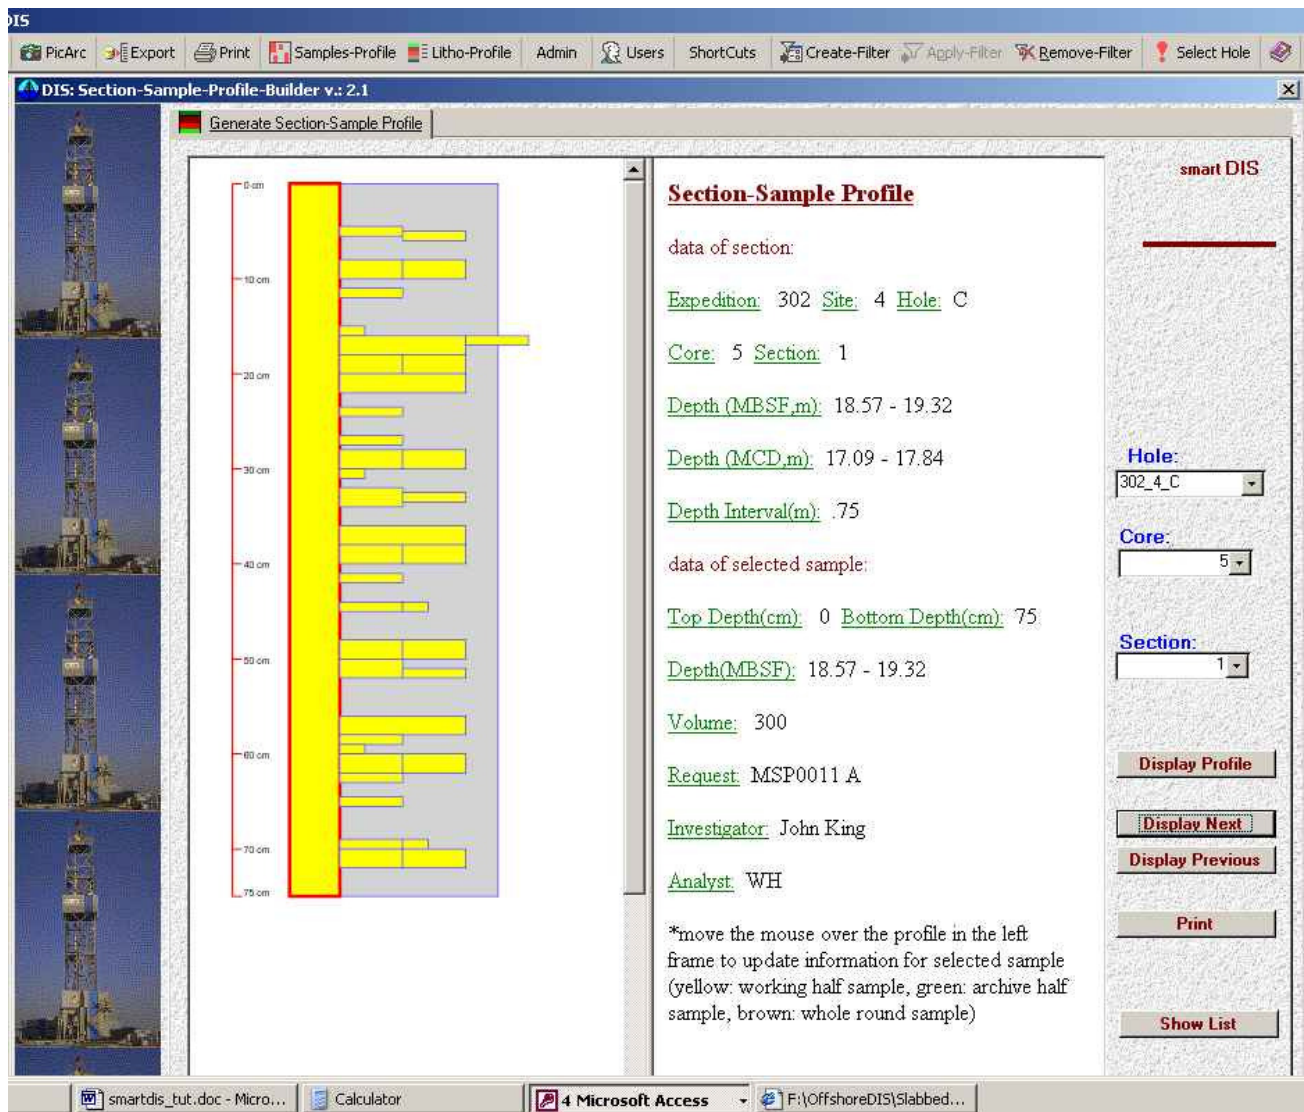 DIS
PicArc Export Print Samples-Profile Litho-Profile Admin Users ShortCuts Create-Filter Apply-Filter Remove-Filter Select Hole
DIS: Section-Sample-Profile-Builder v.: 2.1
Generate Section-Sample Profile
0 cm
10 cm
20 cm
30 cm
40 cm
50 cm
60 cm
70 cm
75 cm
Section-Sample Profile
data of section:
Expedition: 302 Site: 4 Hole: C
Core: 5 Section: 1
Depth (MBSF,m): 18.57 - 19.32
Depth (MCD,m): 17.09 - 17.84
Depth Interval(m): .75
data of selected sample:
Top Depth(cm): 0 Bottom Depth(cm): 75
Depth(MBSF): 18.57 - 19.32
Volume: 300
Request: MSP0011 A
Investigator: John King
Analyst: WH
*move the mouse over the profile in the left
frame to update information for selected sample
(yellow: working half sample, green: archive half
sample, brown: whole round sample)
smart DIS
Hole:
302_4_C
Core:
5
Section:
1
Display Profile
Display Next
Display Previous
Print
Show List
smartdis_tut.doc - Micro... Calculator 4 Microsoft Access F:\OffshoreDIS\Slabbed...